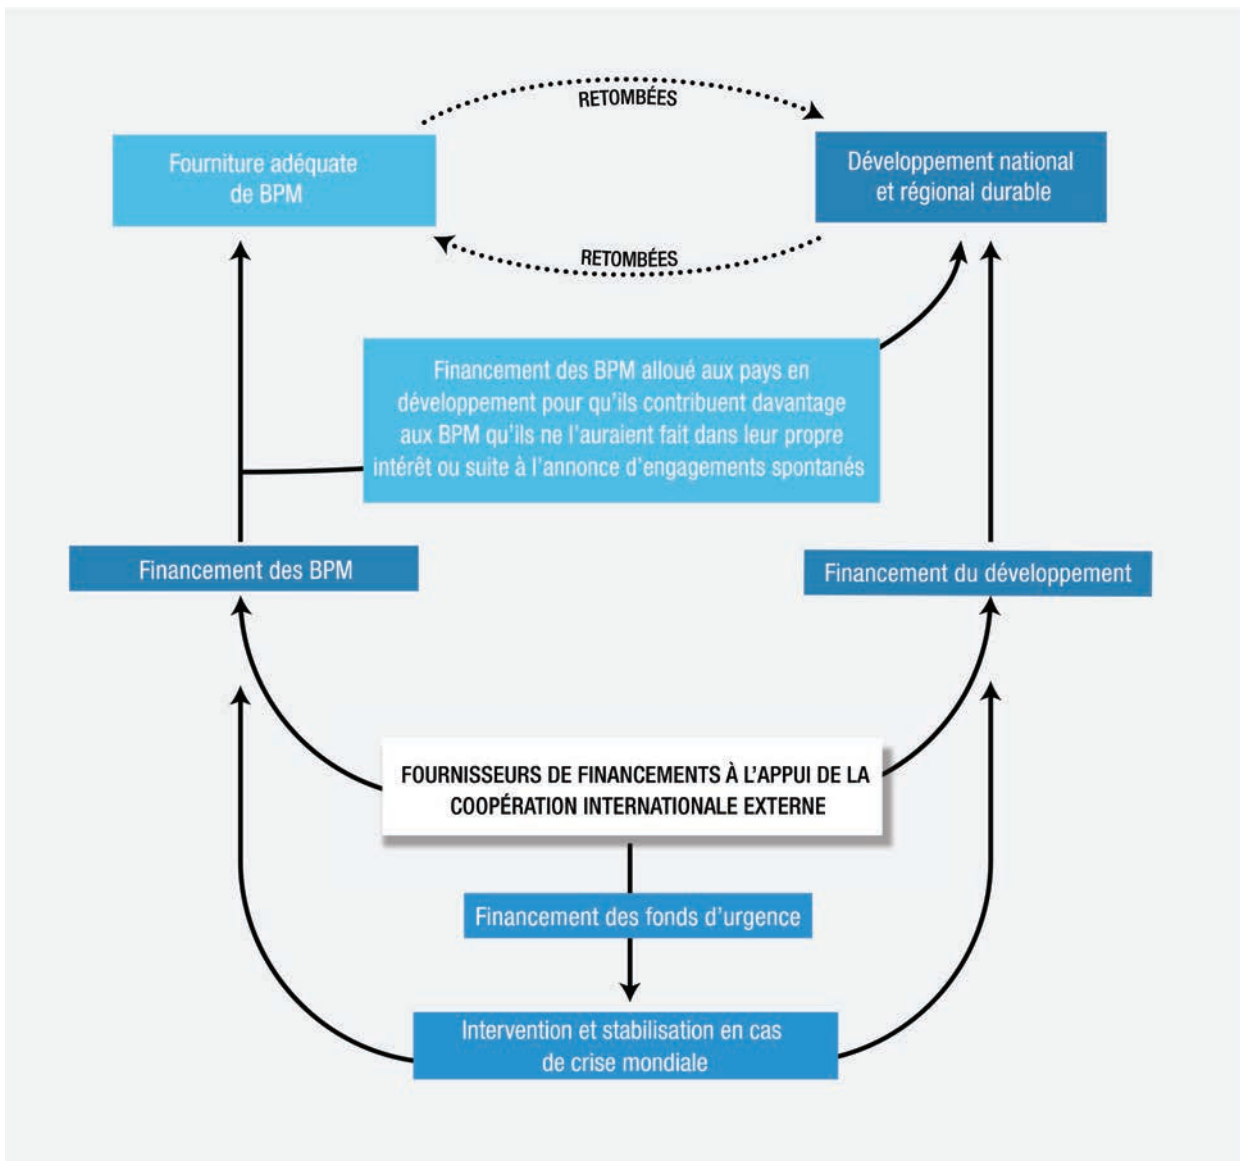 RETOMBÉES
Fourniture adéquate
de BPM
Développement national
et régional durable
RETOMBÉES
Financement des BPM alloué aux pays en
développement pour qu'ils contribuent davantage
aux BPM qu'ils ne l'auraient fait dans leur propre
intérêt ou suite à l'annonce d'engagements spontanés
Financement des BPM
Financement du développement
FOURNISSEURS DE FINANCEMENTS À L'APPUI DE LA
COOPÉRATION INTERNATIONALE EXTERNE
Financement des fonds d'urgence
Intervention et stabilisation en cas
de crise mondiale